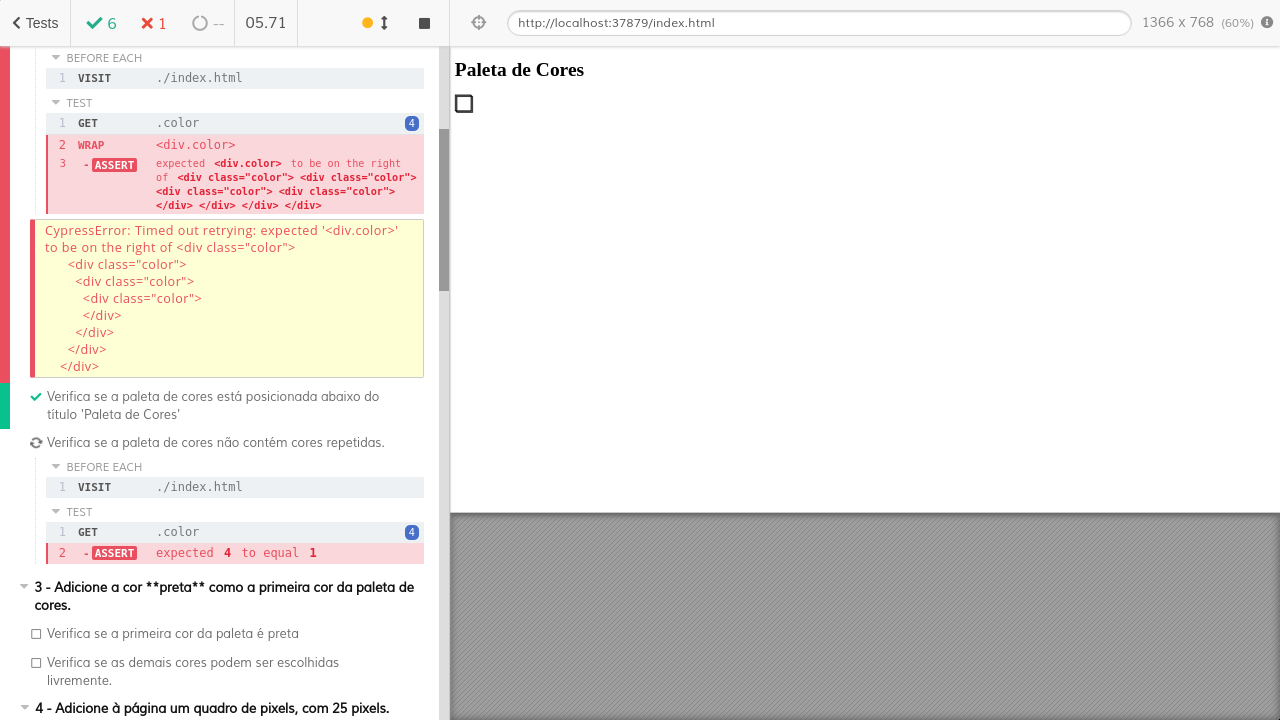 Tests
6
1
--
05.71
http://localhost:37879/index.html
1366 x 768 (60%)
BEFORE EACH
1 VISIT ./index.html
TEST
1 GET .color 4
2 WRAP <div.color>
3 - ASSERT expected <div.color> to be on the right
of <div class="color"> <div class="color">
<div class="color"> <div class="color">
</div> </div> </div> </div>
CypressError: Timed out retrying: expected '<div.color>'
to be on the right of <div class="color">
<div class="color">
<div class="color">
<div class="color">
</div>
</div>
</div>
</div>
Verifica se a paleta de cores está posicionada abaixo do
título 'Paleta de Cores'
Verifica se a paleta de cores não contém cores repetidas.
BEFORE EACH
1 VISIT ./index.html
TEST
1 GET .color 4
2 - ASSERT expected 4 to equal 1
3 - Adicione a cor **preta** como a primeira cor da paleta de
cores.
Verifica se a primeira cor da paleta é preta
Verifica se as demais cores podem ser escolhidas
livremente.
4 - Adicione à página um quadro de pixels, com 25 pixels.
Paleta de Cores